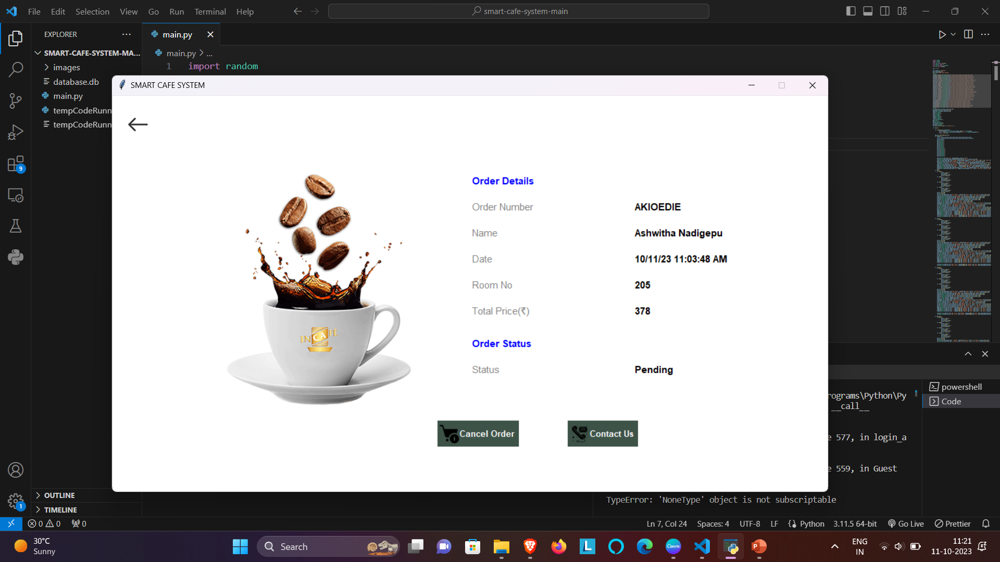 File Edit Selection View Go Run Terminal Help
smart-cafe-system-main
EXPLORER
main.py
SMART-CAFE-SYSTEM-MA...
images
database.db
main.py
tempCodeRunn
tempCodeRunn
main.py > ...
1 import random
SMART CAFE SYSTEM
INCAFÉ
Order Details
Order Number AKIOEDIE
Name Ashwitha Nadigepu
Date 10/11/23 11:03:48 AM
Room No 205
Total Price(₹) 378
Order Status
Status Pending
Cancel Order
Contact Us
9
1
powershell
Code
rograms\Python\Py
__call__
e 577, in login_a
e 559, in Guest
TypeError: 'NoneType' object is not subscriptable
OUTLINE
TIMELINE
0 0 0
Ln 7, Col 24 Spaces: 4 UTF-8 LF Python 3.11.5 64-bit Go Live Prettier
30°C
Sunny
Search
L
Canva
P
ENG
IN
11:21
11-10-2023